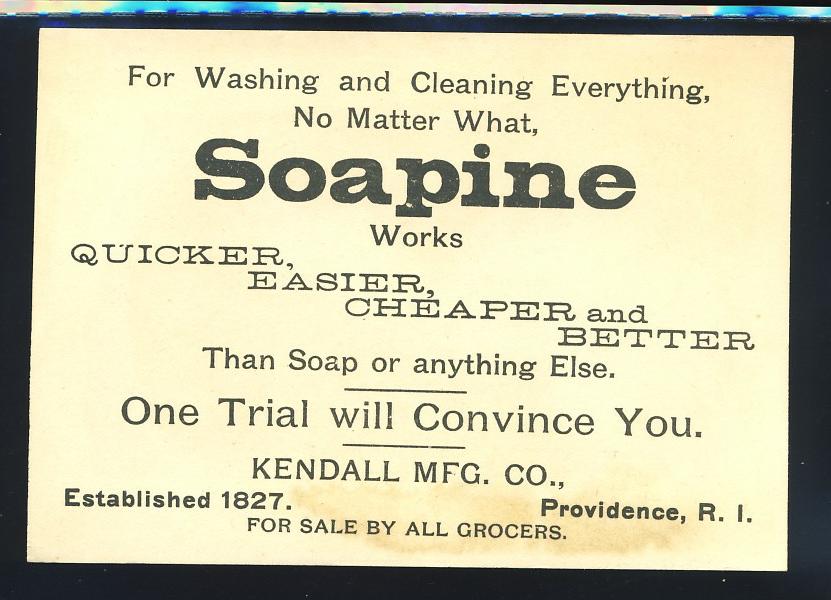 For Washing and Cleaning Everything,
No Matter What,
Soapine
Works
QUICKER,
EASIER,
CHEAPER and
BETTER
Than Soap or anything Else.
One Trial will Convince You.
KENDALL MFG. CO.,
Established 1827. Providence, R. I.
FOR SALE BY ALL GROCERS.